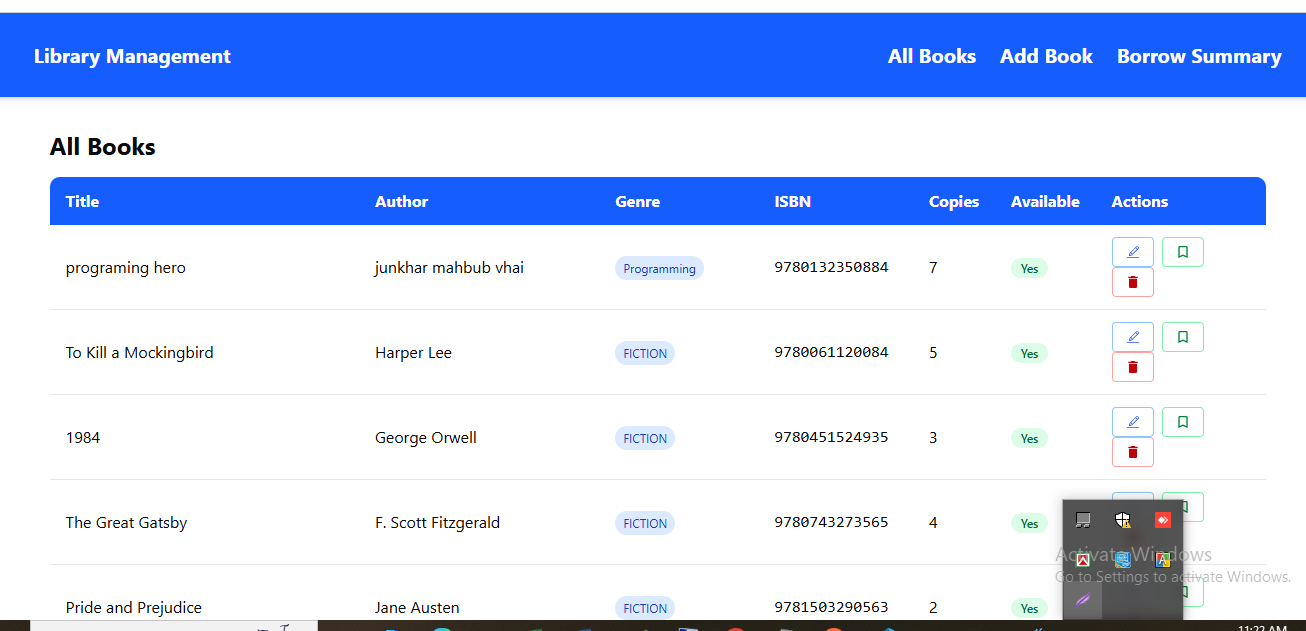 Library Management All Books Add Book Borrow Summary
All Books
Title Author Genre ISBN Copies Available Actions
programing hero junkhar mahbub vhai Programming 9780132350884 7 Yes
To Kill a Mockingbird Harper Lee FICTION 9780061120084 5 Yes
1984 George Orwell FICTION 9780451524935 3 Yes
The Great Gatsby F. Scott Fitzgerald FICTION 9780743273565 4 Yes
Activate Windows
Go to Settings to activate Windows.
Pride and Prejudice Jane Austen FICTION 9781503290563 2 Yes
11:22 AM